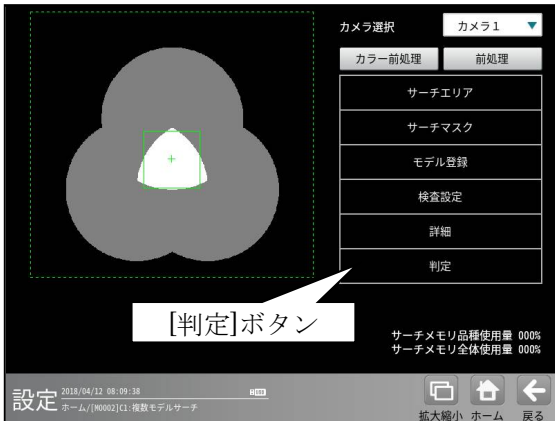 カメラ選択
カメラ１
カラー前処理
前処理
サーチエリア
サーチマスク
モデル登録
検査設定
詳細
判定
[判定]ボタン
サーチメモリ品種使用量 000%
サーチメモリ全体使用量 000%
設定
2018/04/12 08:09:38
ホーム/[M0002]C1:複数モデルサーチ
拡大縮小
ホーム
戻る